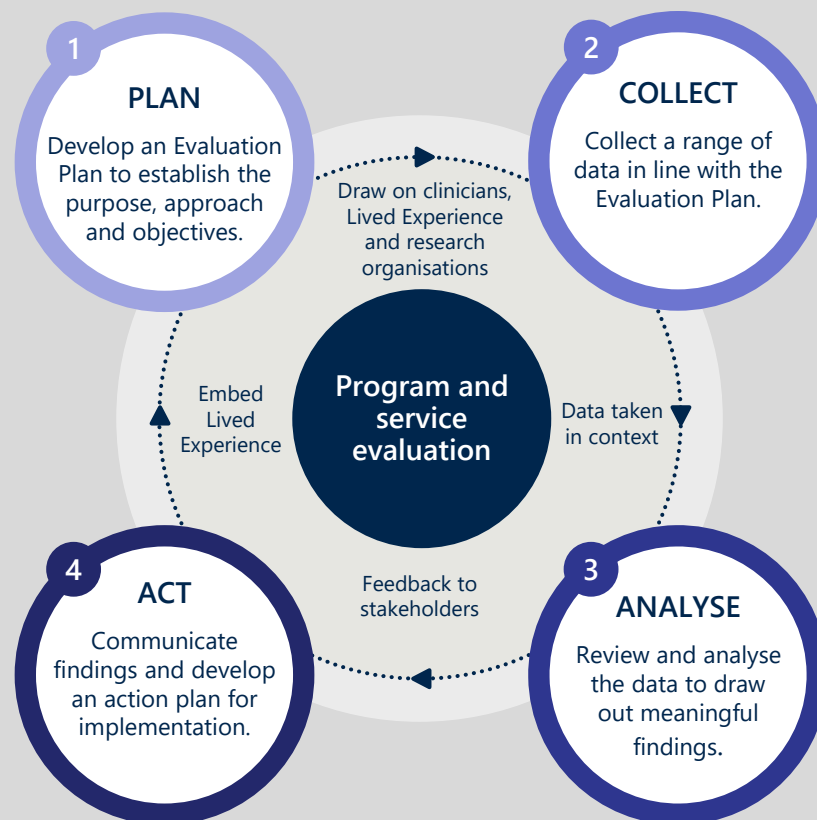 1
PLAN
Develop an Evaluation
Plan to establish the
purpose, approach
and objectives.
2
COLLECT
Collect a range of
data in line with the
Evaluation Plan.
Draw on clinicians,
Lived Experience
and research
organisations
Embed
Lived
Experience
Program and
service
evaluation
Data taken
in context
Feedback to
stakeholders
3
ANALYSE
Review and analyse
the data to draw
out meaningful
findings.
4
ACT
Communicate
findings and develop
an action plan for
implementation.